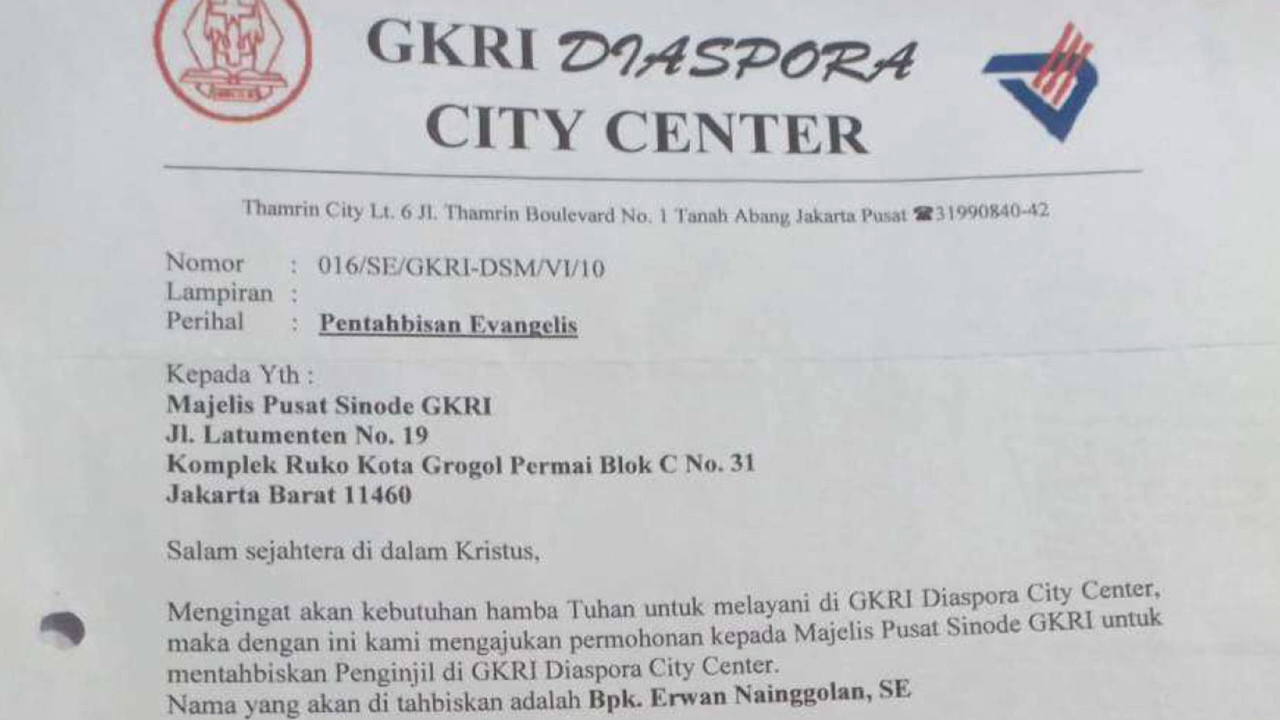 GKRI DIASPORA
CITY CENTER
Thamrin City Lt. 6 Jl. Thamrin Boulevard No. 1 Tanah Abang Jakarta Pusat ☎31990840-42
Nomor : 016/SE/GKRI-DSM/VI/10
Lampiran :
Perihal : Pentahbisan Evangelis
Kepada Yth :
Majelis Pusat Sinode GKRI
Jl. Latumenten No. 19
Komplek Ruko Kota Grogol Permai Blok C No. 31
Jakarta Barat 11460
Salam sejahtera di dalam Kristus,
Mengingat akan kebutuhan hamba Tuhan untuk melayani di GKRI Diaspora City Center,
maka dengan ini kami mengajukan permohonan kepada Majelis Pusat Sinode GKRI untuk
mentahbiskan Penginjil di GKRI Diaspora City Center.
Nama yang akan di tahbiskan adalah Bpk. Erwan Nainggolan, SE